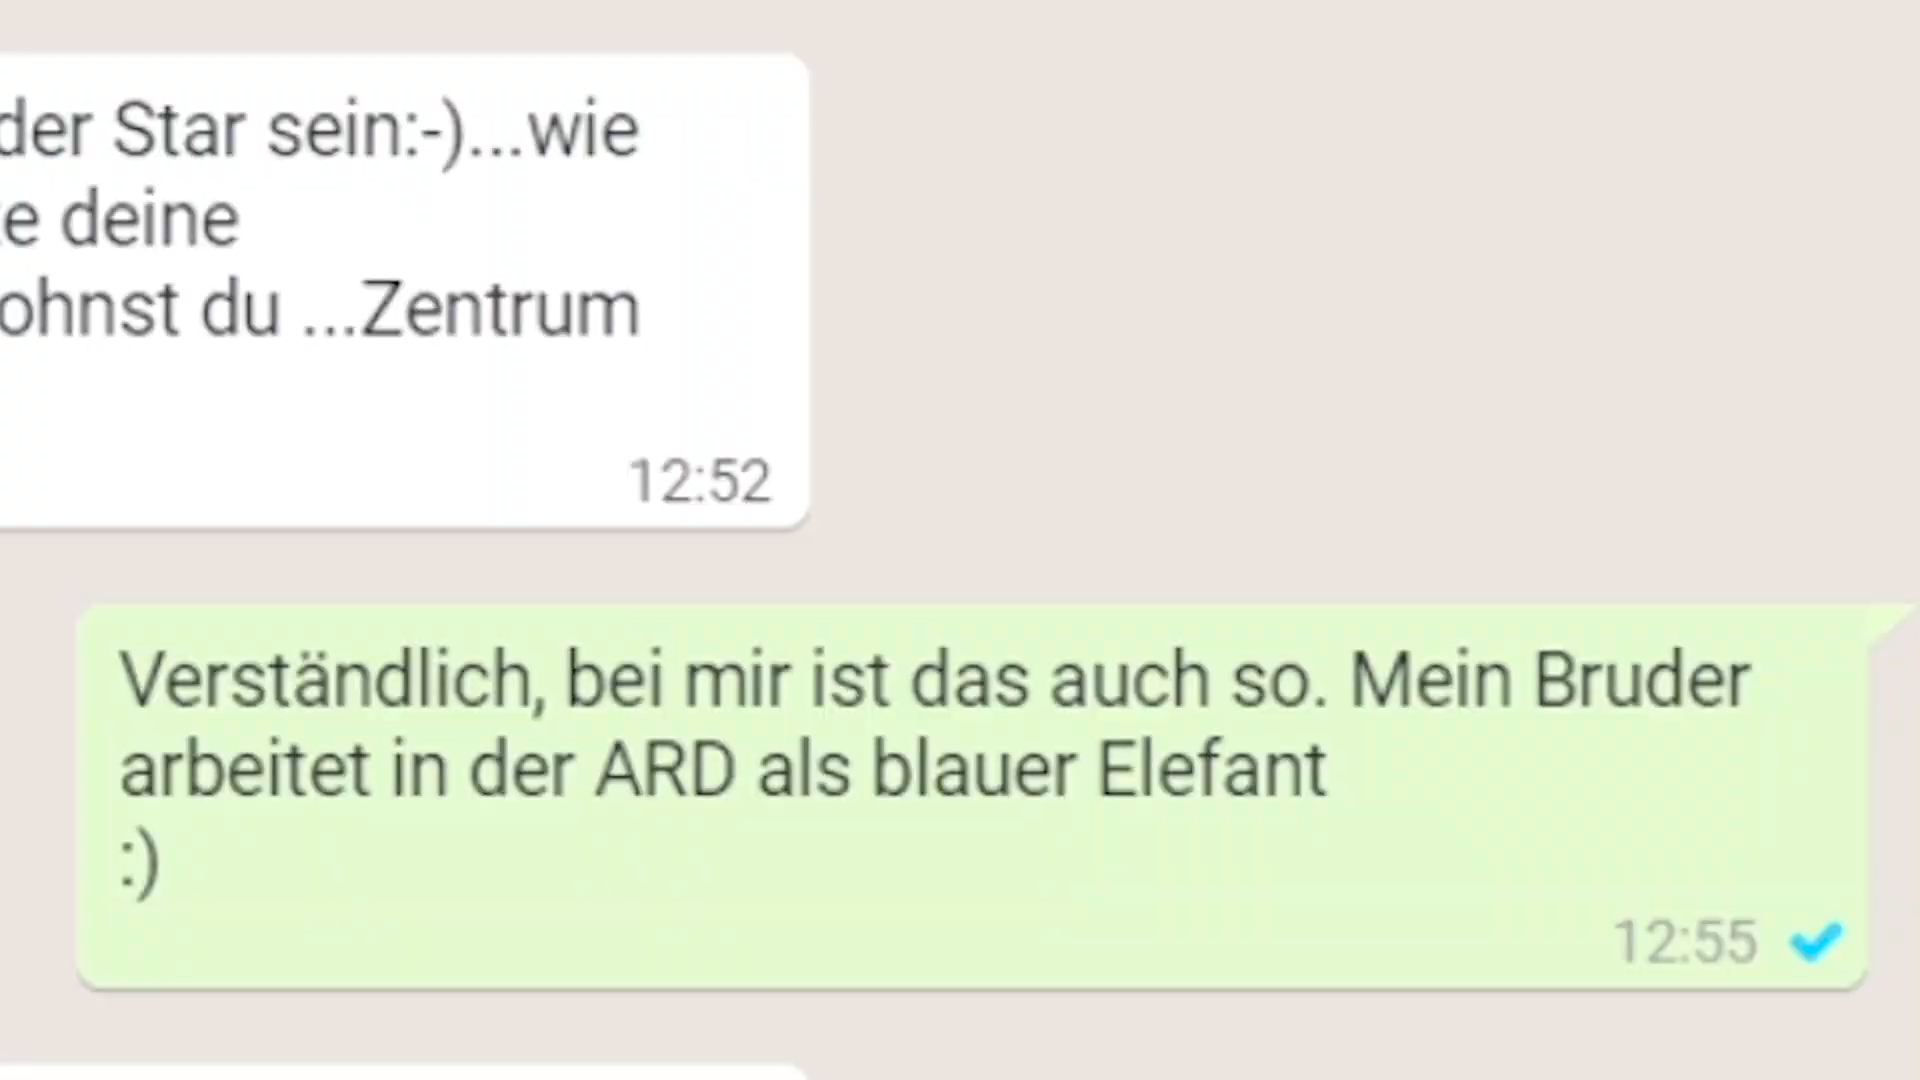 der Star sein:-)...wie
deine
du ...Zentrum
12:52
Verständlich, bei mir ist das auch so. Mein Bruder
arbeitet in der ARD als blauer Elefant
:)
12:55